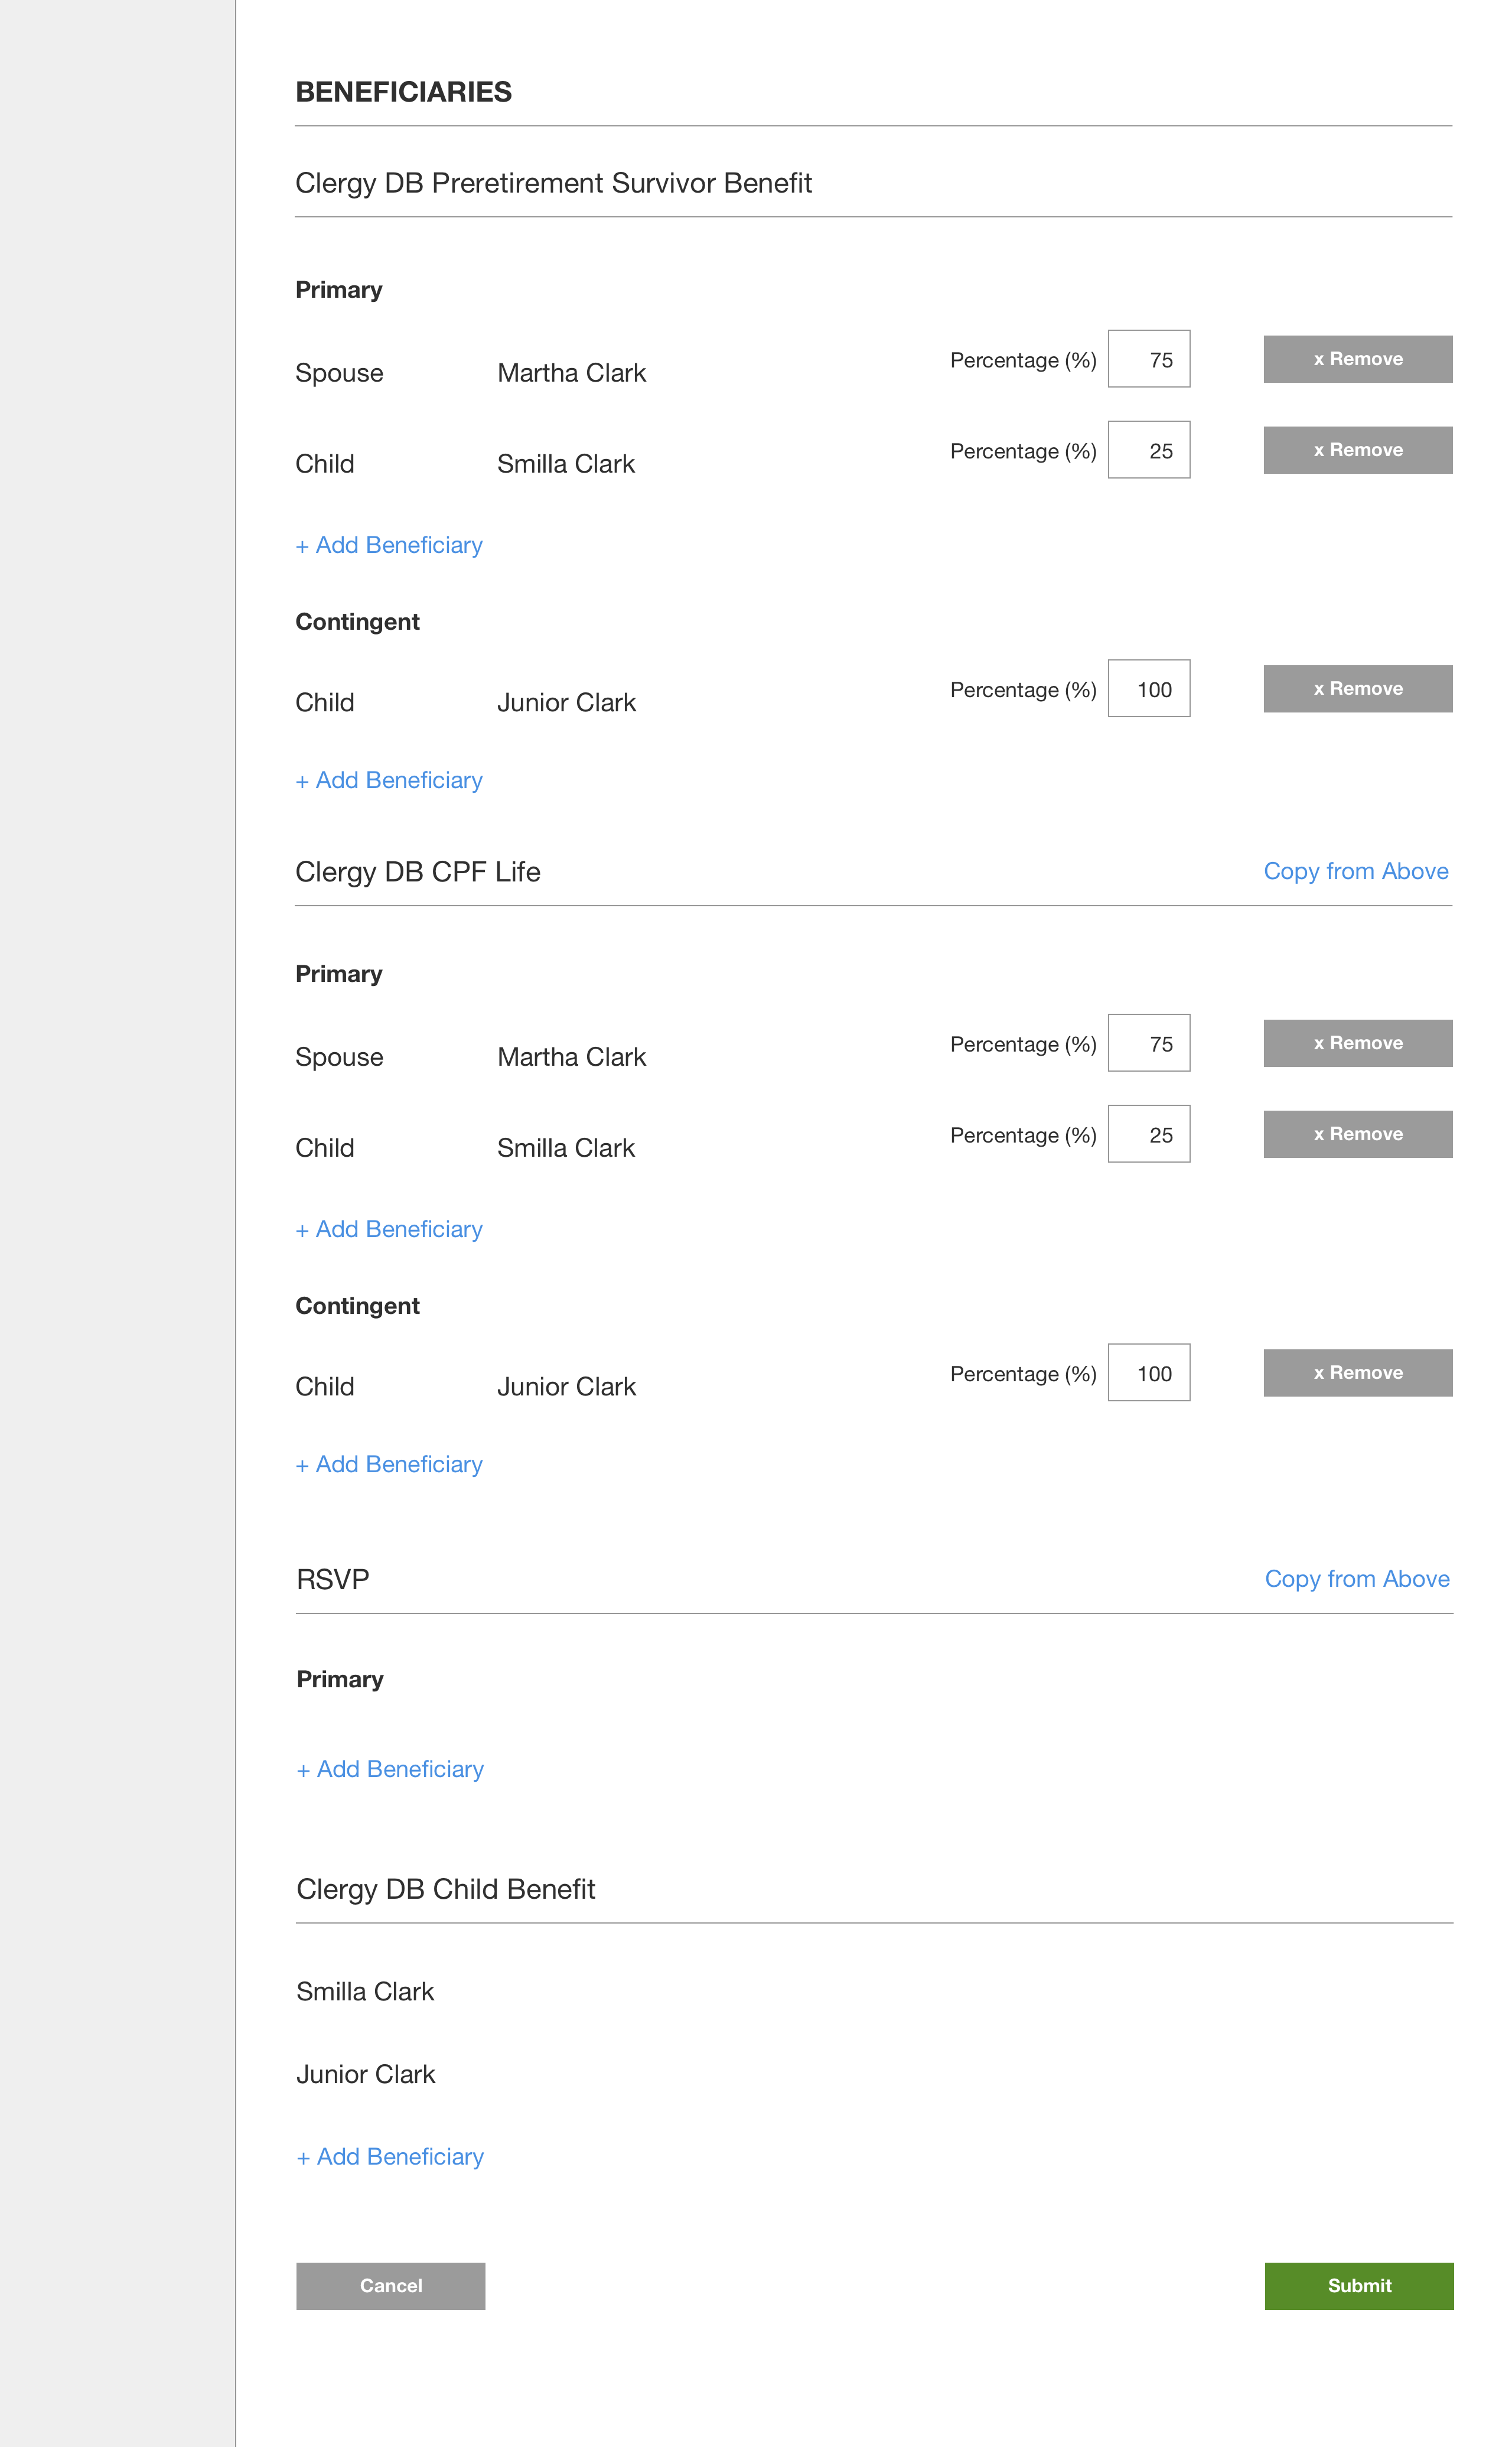 BENEFICIARIES
Clergy DB Preretirement Survivor Benefit
Primary
Spouse Martha Clark Percentage (%) 75 x Remove
Child Smilla Clark Percentage (%) 25 x Remove
+ Add Beneficiary
Contingent
Child Junior Clark Percentage (%) 100 x Remove
+ Add Beneficiary
Clergy DB CPF Life Copy from Above
Primary
Spouse Martha Clark Percentage (%) 75 x Remove
Child Smilla Clark Percentage (%) 25 x Remove
+ Add Beneficiary
Contingent
Child Junior Clark Percentage (%) 100 x Remove
+ Add Beneficiary
RSVP Copy from Above
Primary
+ Add Beneficiary
Clergy DB Child Benefit
Smilla Clark
Junior Clark
+ Add Beneficiary
Cancel Submit